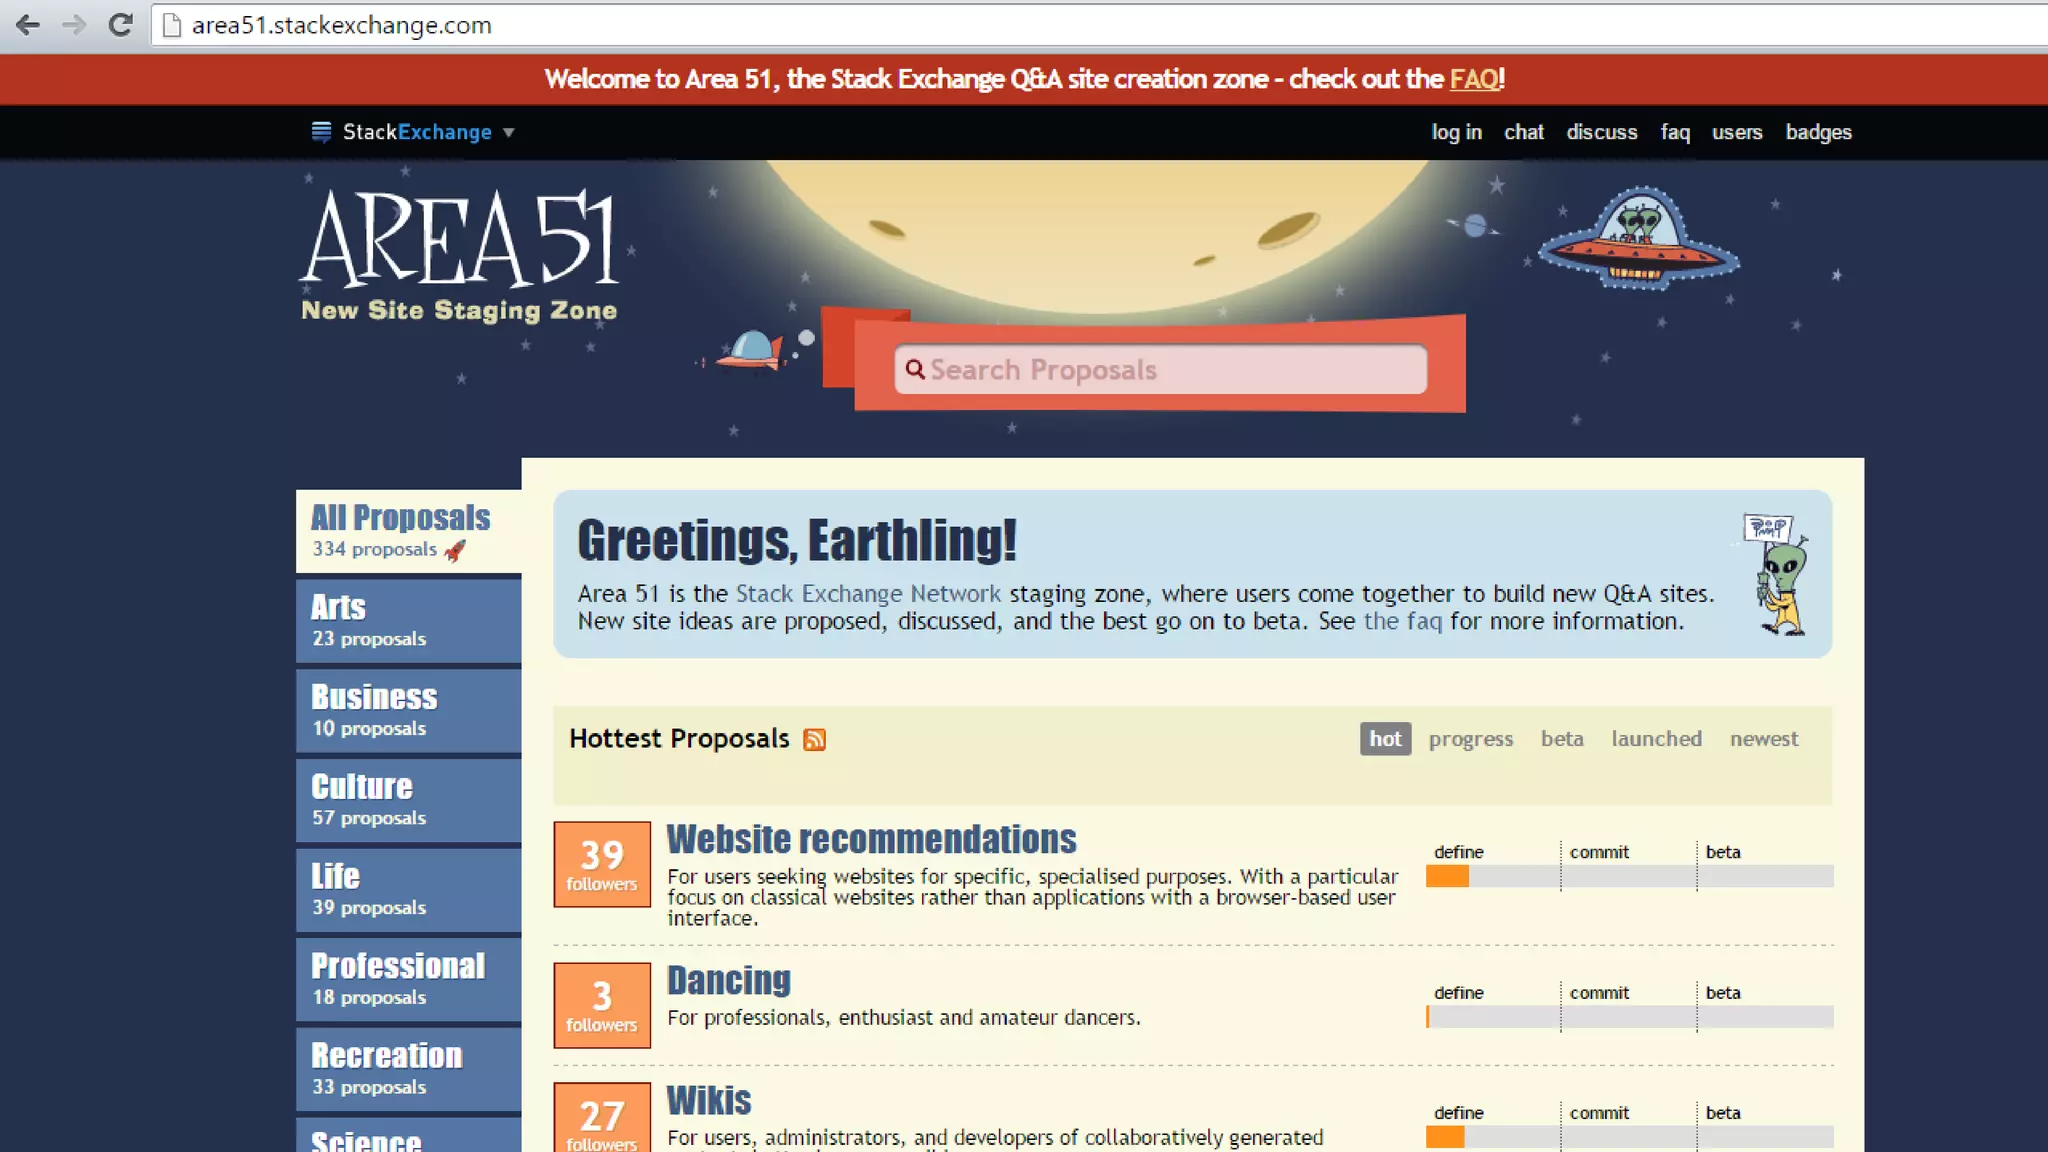 area51.stackexchange.com
Welcome to Area 51, the Stack Exchange Q&A site creation zone - check out the FAQ!
StackExchange ▼
log in chat discuss faq users badges
AREA 51
New Site Staging Zone
Search Proposals
All Proposals
334 proposals
Arts
23 proposals
Business
10 proposals
Culture
57 proposals
Life
39 proposals
Professional
18 proposals
Recreation
33 proposals
Science
Greetings, Earthling!
Area 51 is the Stack Exchange Network staging zone, where users come together to build new Q&A sites.
New site ideas are proposed, discussed, and the best go on to beta. See the faq for more information.
Hottest Proposals
hot progress beta launched newest
39
followers
Website recommendations
For users seeking websites for specific, specialised purposes. With a particular
focus on classical websites rather than applications with a browser-based user
interface.
define commit beta
3
followers
Dancing
For professionals, enthusiast and amateur dancers.
define commit beta
27
followers
Wikis
For users, administrators, and developers of collaboratively generated
define commit beta